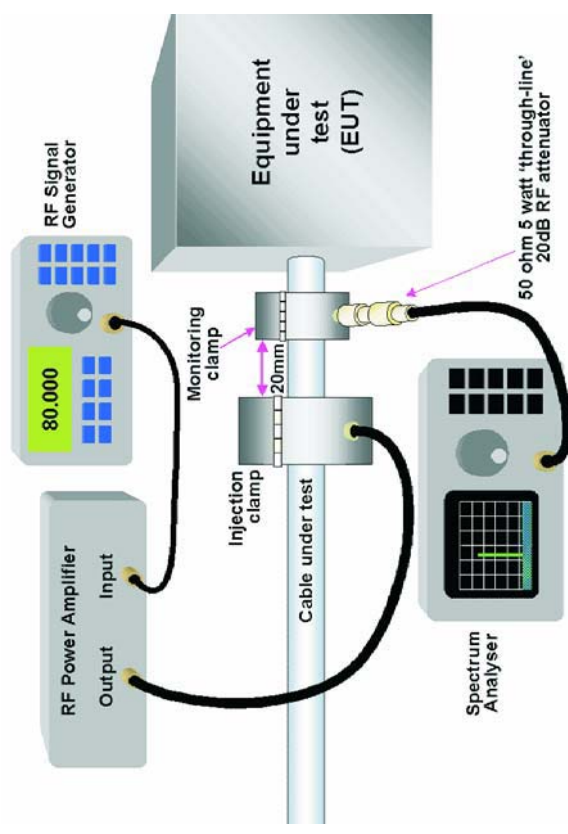 RF Power Amplifier
Output
Input
80.000
RF Signal
Generator
Injection
clamp
Monitoring
clamp
20mm
Cable under test
Equipment
under
test
(EUT)
Spectrum
Analyser
50 ohm 5 watt 'through-line'
20dB RF attenuator